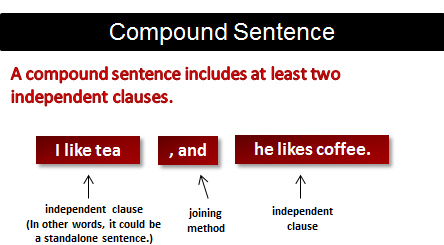 Compound Sentence
A compound sentence includes at least two
independent clauses.
I like tea , and he likes coffee.
independent clause
(In other words, it could be
a standalone sentence.)
joining
method
independent
clause